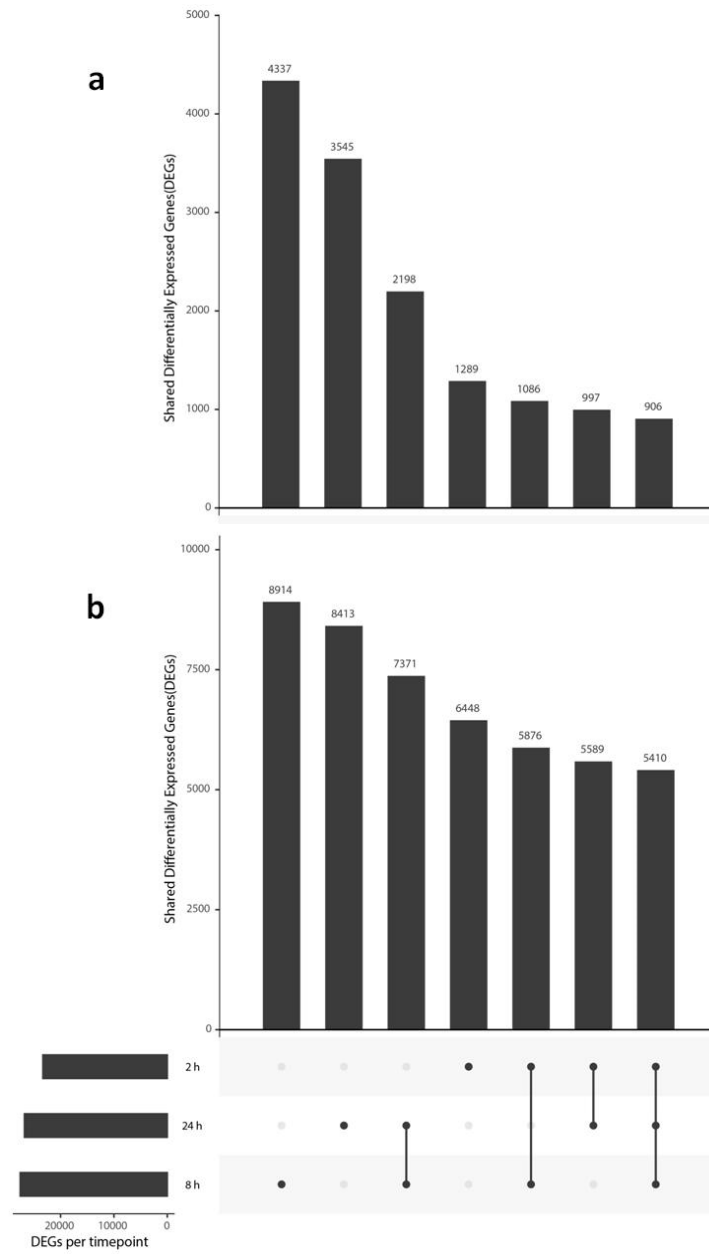 a
Shared Differentially Expressed Genes(DEGs)
5000
4000
3000
2000
1000
0
4337
3545
2198
1289
1086
997
906
b
Shared Differentially Expressed Genes(DEGs)
10000
7500
5000
2500
0
8914
8413
7371
6448
5876
5589
5410
2 h
24 h
8 h
20000 10000 0
DEGs per timepoint